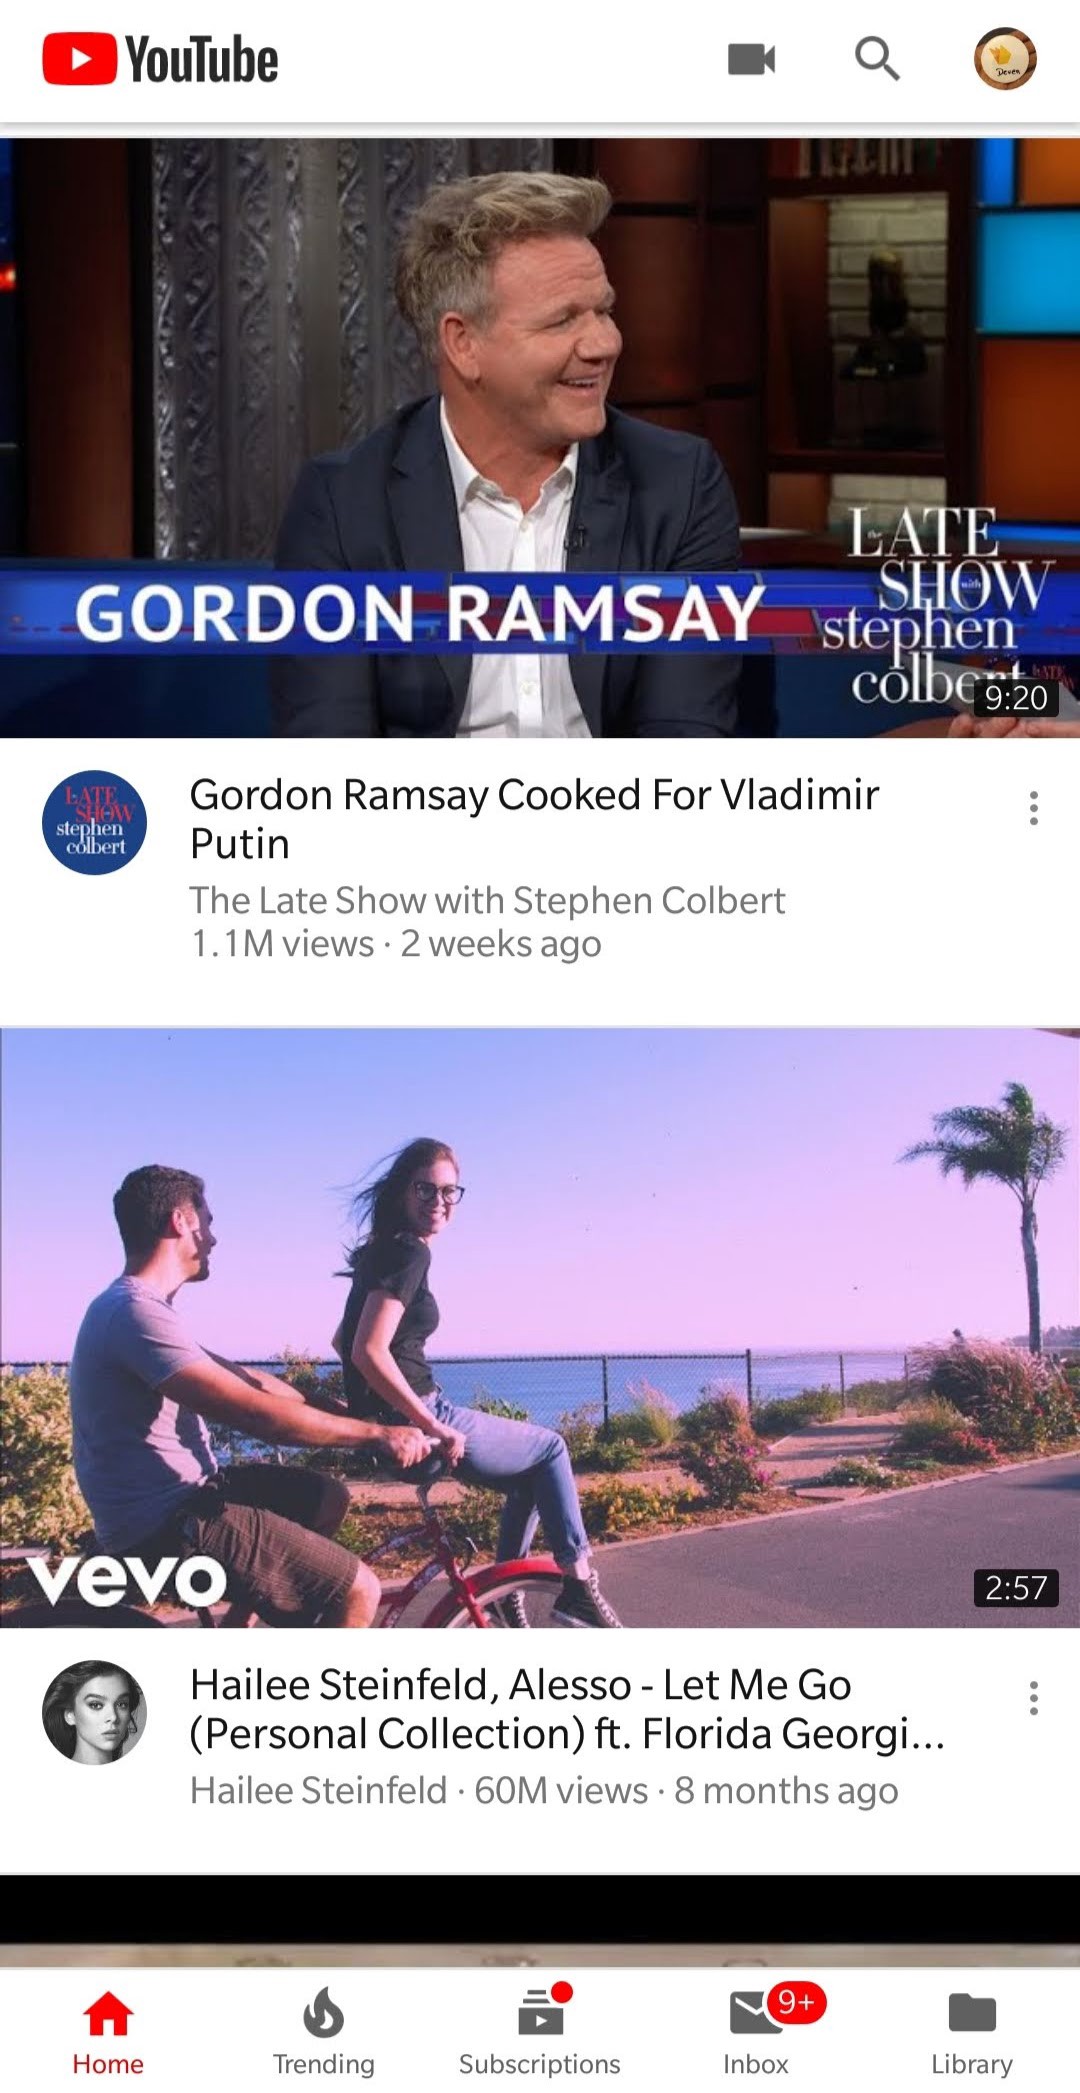 YouTube
Deven
GORDON RAMSAY
the LATE
SHOW with
stephen
colbert
9:20
LATE
SHOW
stephen
colbert
Gordon Ramsay Cooked For Vladimir
Putin
The Late Show with Stephen Colbert
1.1M views · 2 weeks ago
vevo
2:57
Hailee Steinfeld, Alesso - Let Me Go
(Personal Collection) ft. Florida Georgi...
Hailee Steinfeld · 60M views · 8 months ago
9+
Home
Trending
Subscriptions
Inbox
Library